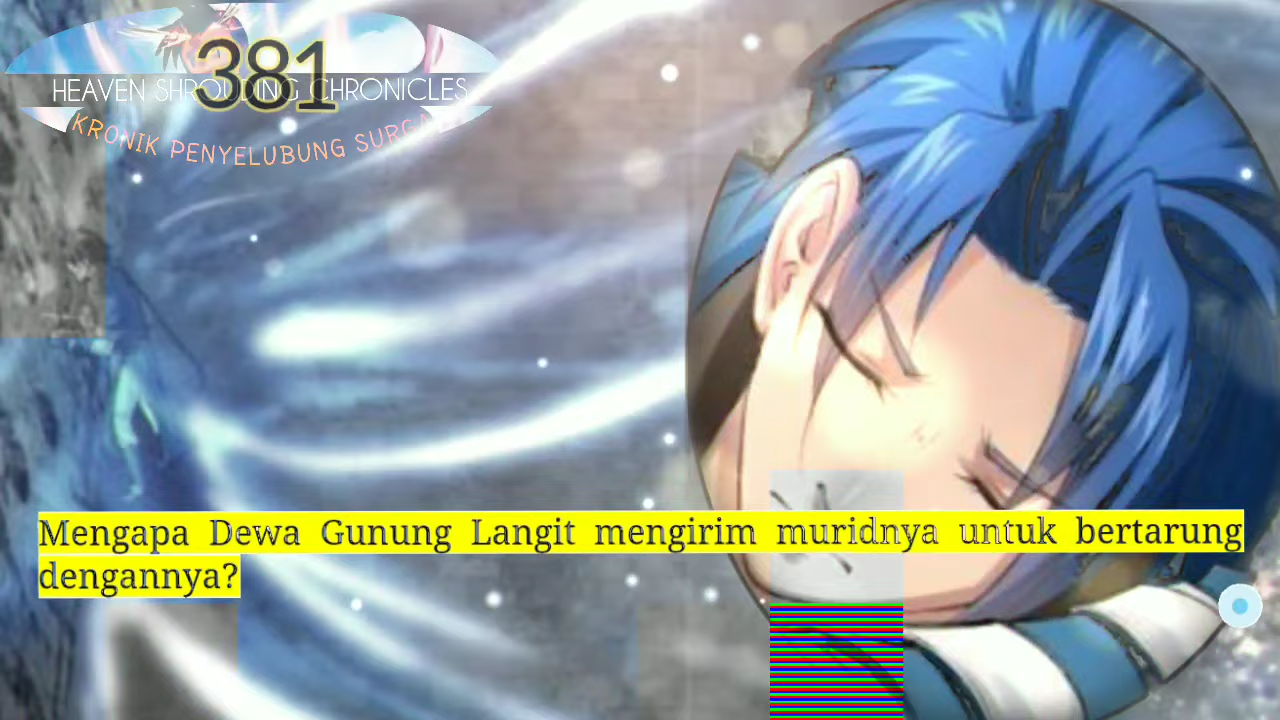 381
HEAVEN SHROUDING CHRONICLES
KRONIK PENYELUBUNG SURGA
Mengapa Dewa Gunung Langit mengirim muridnya untuk bertarung
dengannya?